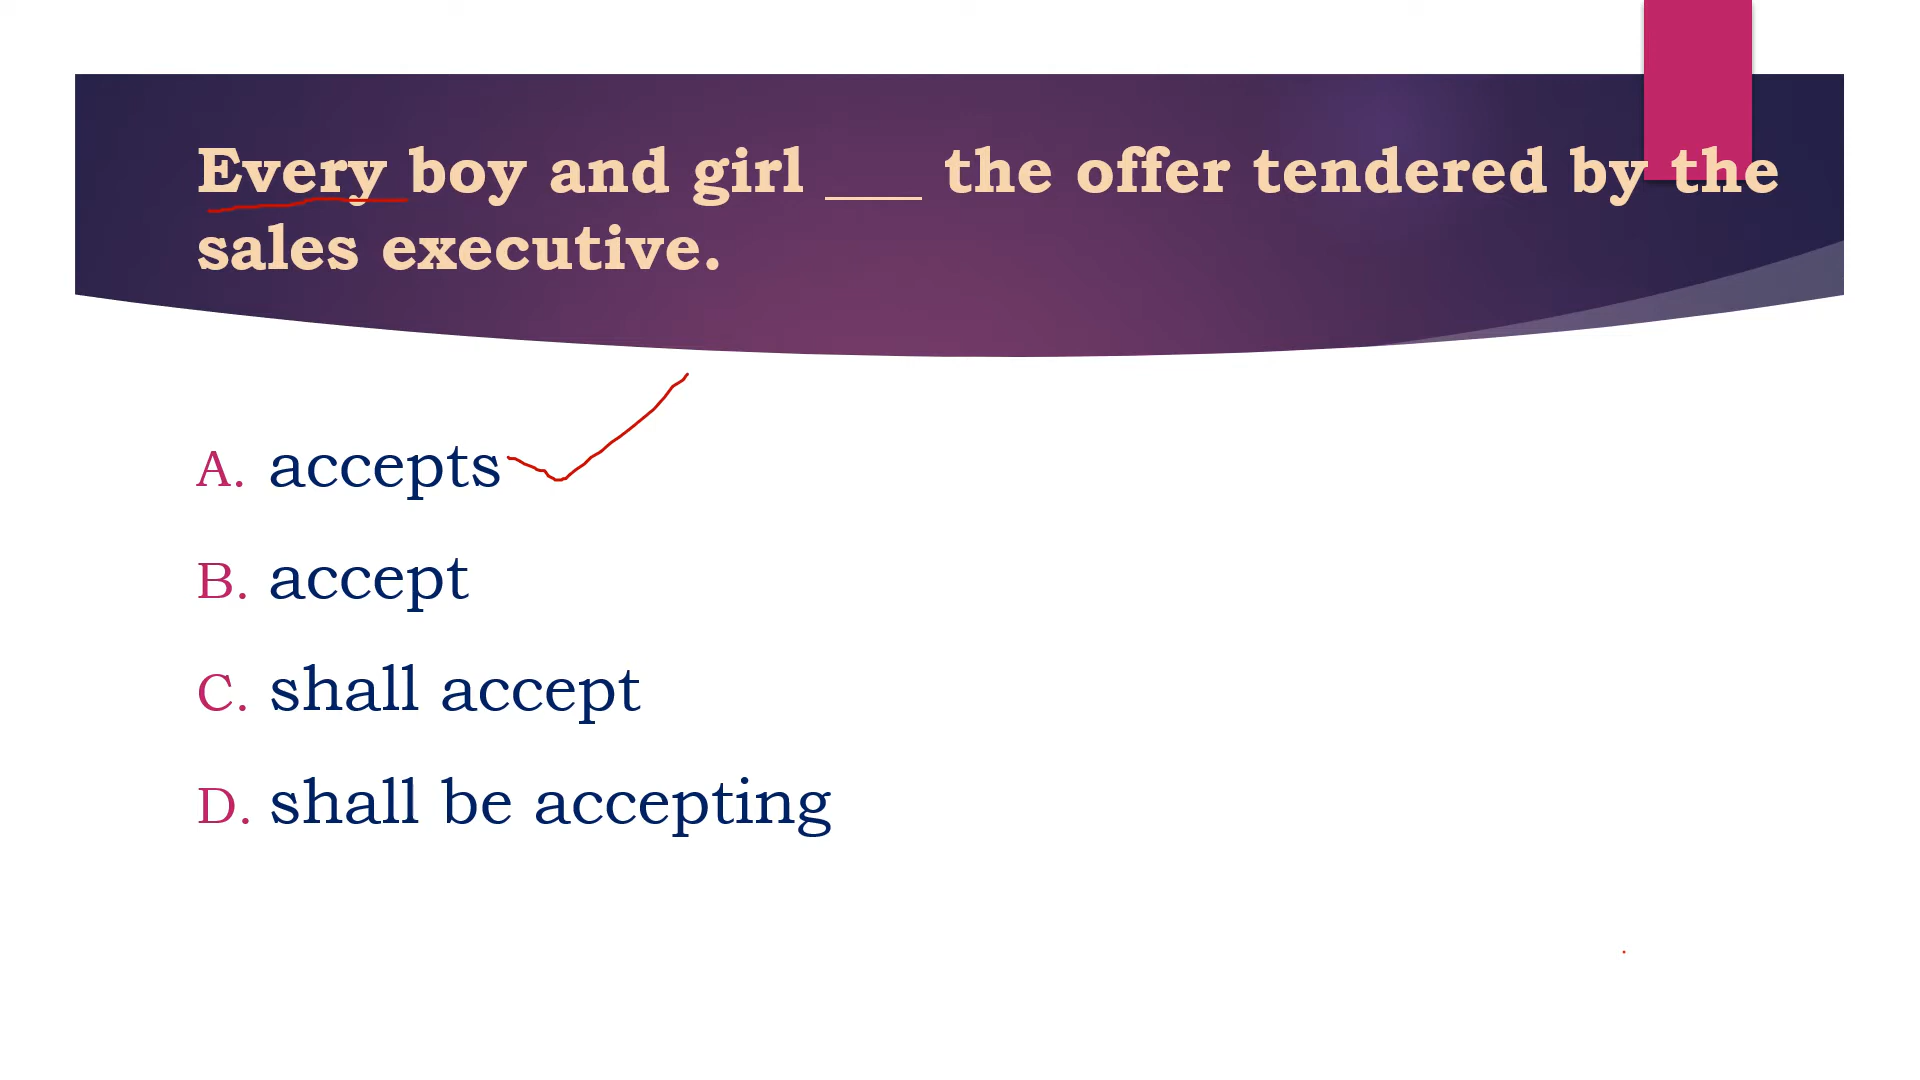 Every boy and girl ___ the offer tendered by the
sales executive.
A. accepts
B. accept
C. shall accept
D. shall be accepting